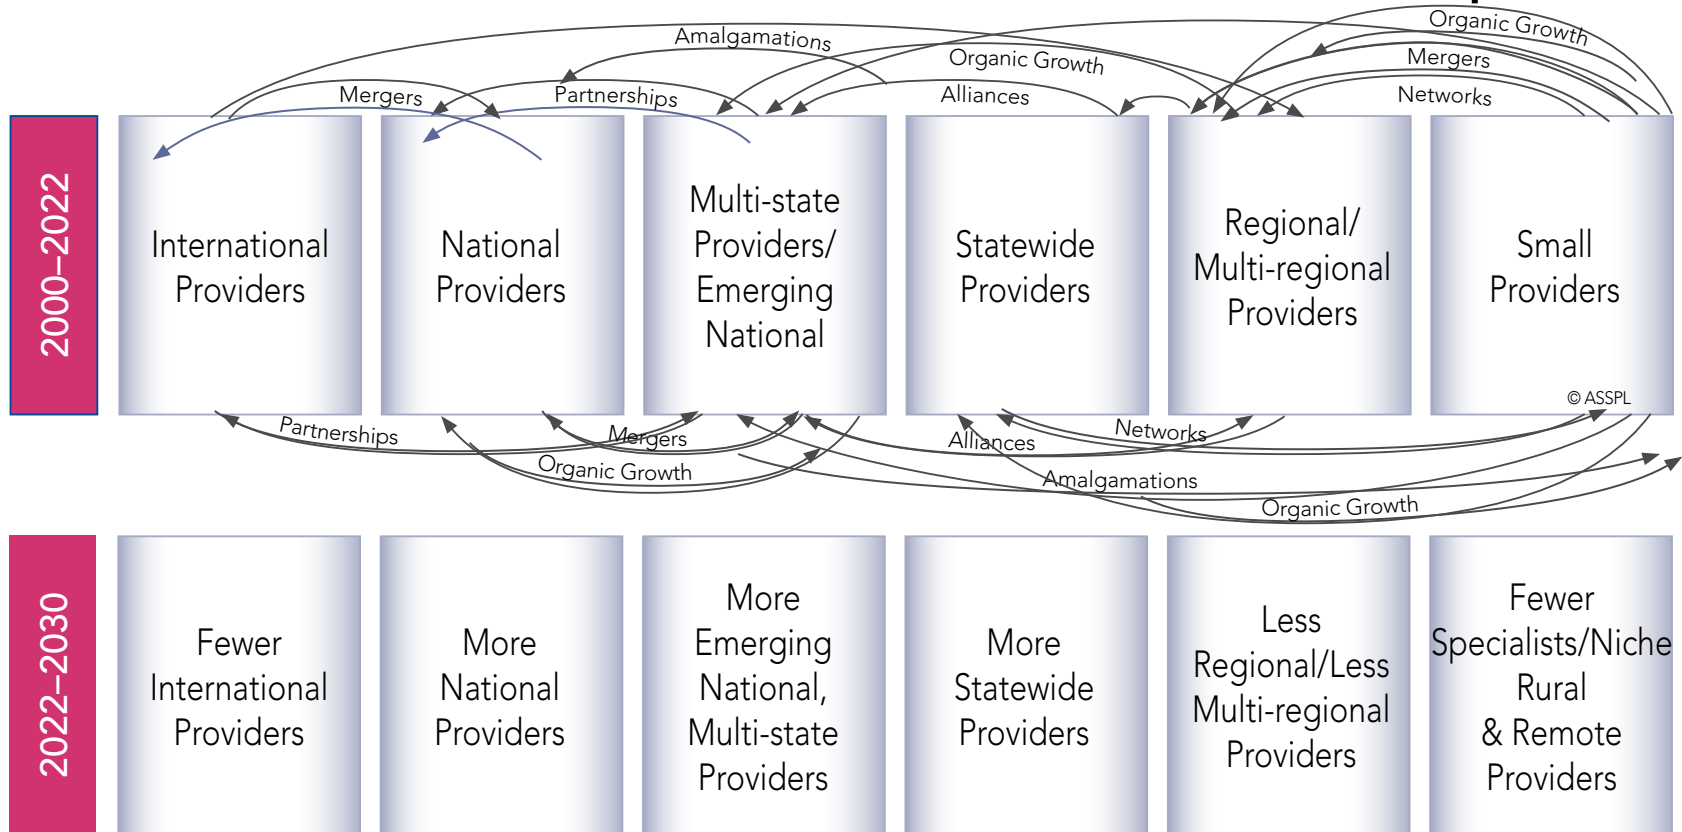 Organic Growth
Amalgamations
Organic Growth
Mergers
Mergers
Partnerships
Alliances
Networks
2000–2022
International
Providers
National
Providers
Multi-state
Providers/
Emerging
National
Statewide
Providers
Regional/
Multi-regional
Providers
Small
Providers
© ASSPL
Partnerships
Mergers
Organic Growth
Alliances
Networks
Amalgamations
Organic Growth
2022–2030
Fewer
International
Providers
More
National
Providers
More
Emerging
National,
Multi-state
Providers
More
Statewide
Providers
Less
Regional/Less
Multi-regional
Providers
Fewer
Specialists/Niche
Rural
& Remote
Providers